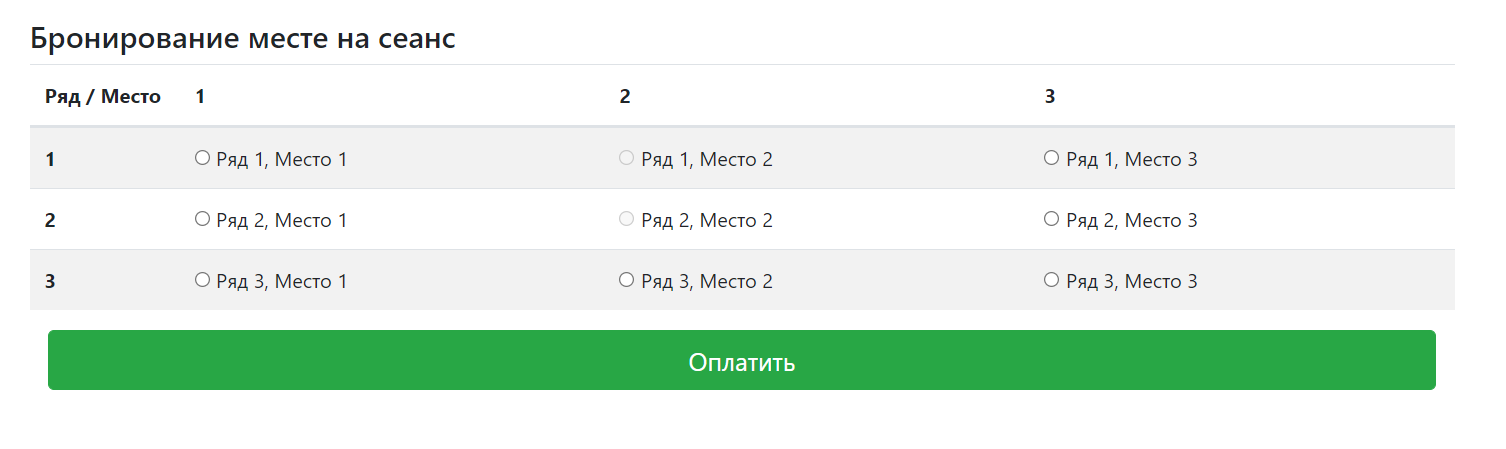 Бронирование месте на сеанс
Ряд / Место 1 2 3
1 Ряд 1, Место 1 Ряд 1, Место 2 Ряд 1, Место 3
2 Ряд 2, Место 1 Ряд 2, Место 2 Ряд 2, Место 3
3 Ряд 3, Место 1 Ряд 3, Место 2 Ряд 3, Место 3
Оплатить